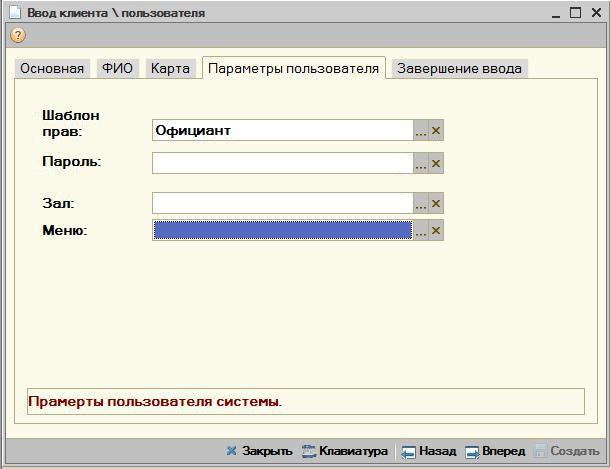 Ввод клиента \ пользователя
?
Основная ФИО Карта Параметры пользователя Завершение ввода
Шаблон
прав: Официант ... ×
Пароль: ... ×
Зал: ... ×
Меню: ... ×
Прамерты пользователя системы.
Закрыть Клавиатура Назад Вперед Создать